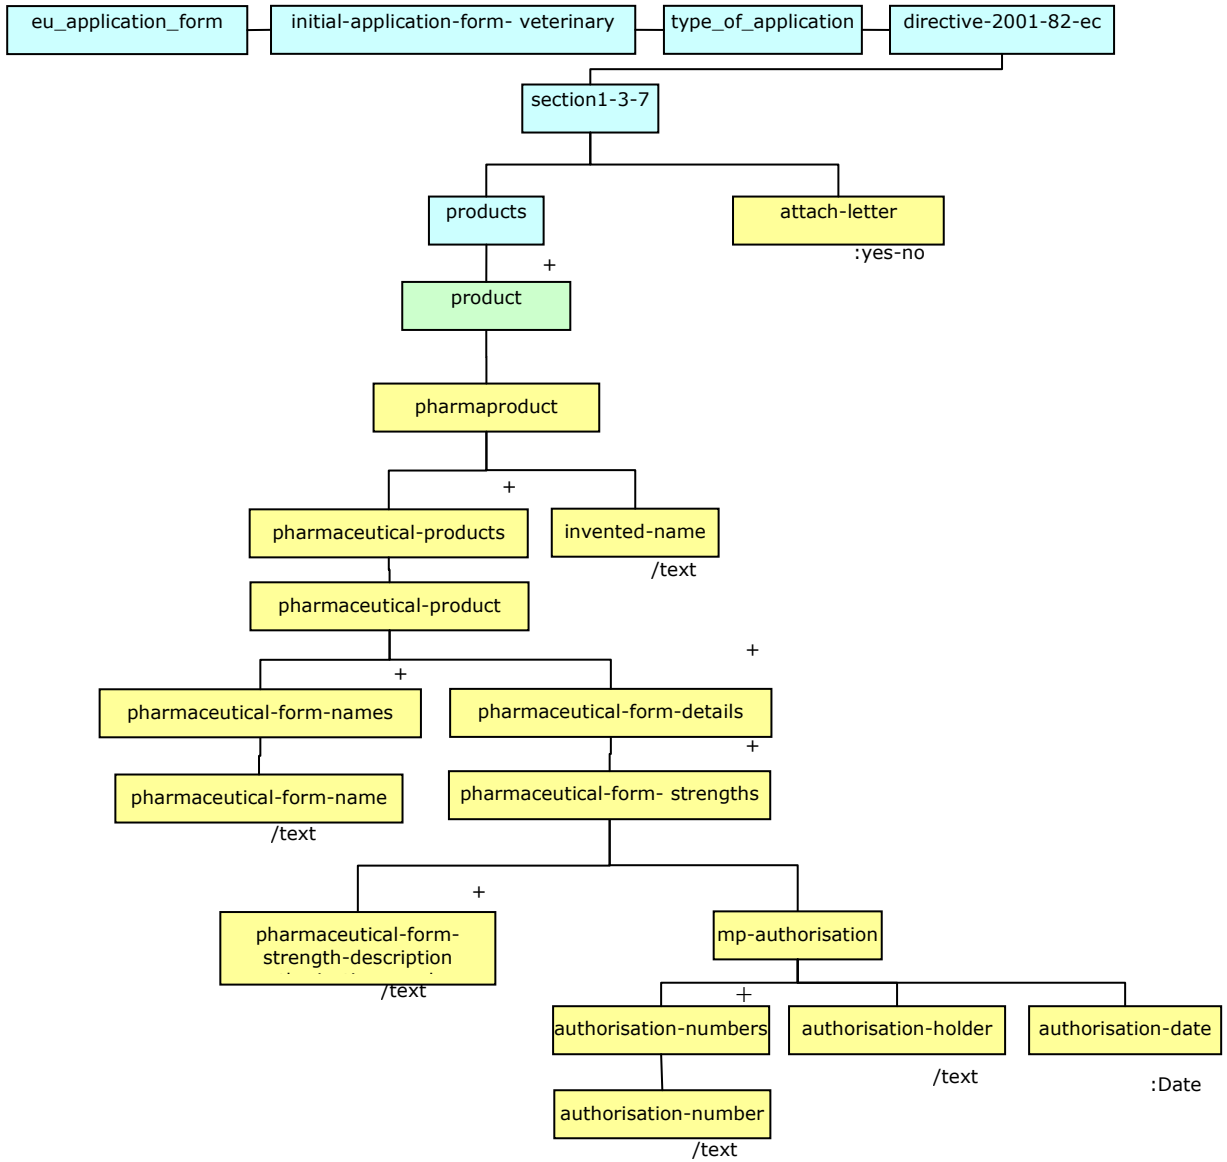 eu_application_form
initial-application-form- veterinary
type_of_application
directive-2001-82-ec
section1-3-7
products
attach-letter
:yes-no
+
product
pharmaproduct
+
pharmaceutical-products
invented-name
/text
pharmaceutical-product
+
+
pharmaceutical-form-names
pharmaceutical-form-details
+
pharmaceutical-form-name
pharmaceutical-form- strengths
/text
+
pharmaceutical-form-
strength-description
/text
mp-authorisation
+
authorisation-numbers
authorisation-holder
authorisation-date
/text
:Date
authorisation-number
/text